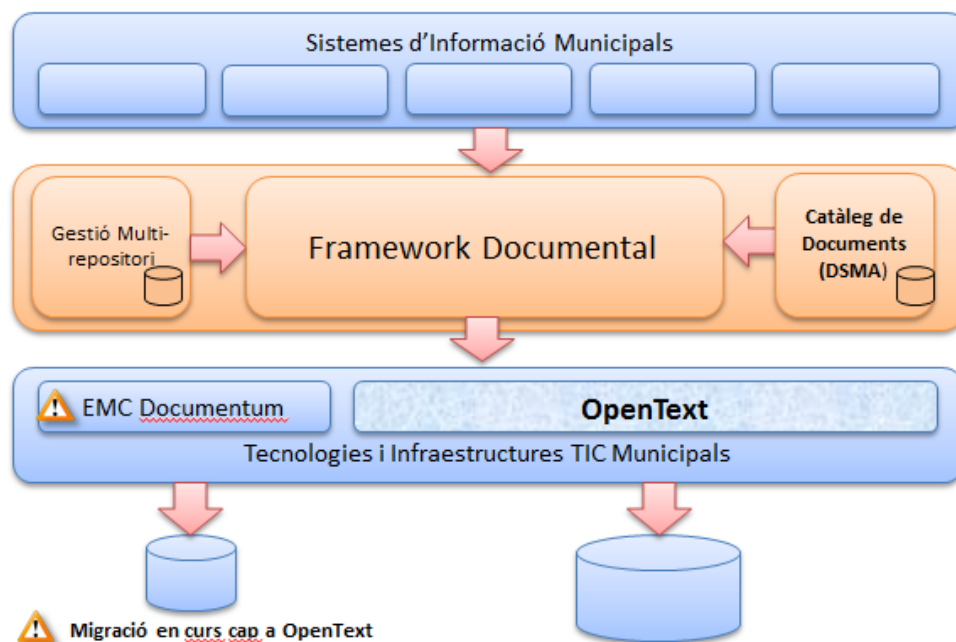 Sistemes d'Informació Municipals
Gestió Multi-
repositori
Framework Documental
Catàleg de
Documents
(DSMA)
EMC Documentum
OpenText
Tecnologies i Infraestructures TIC Municipals
Migració en curs cap a OpenText